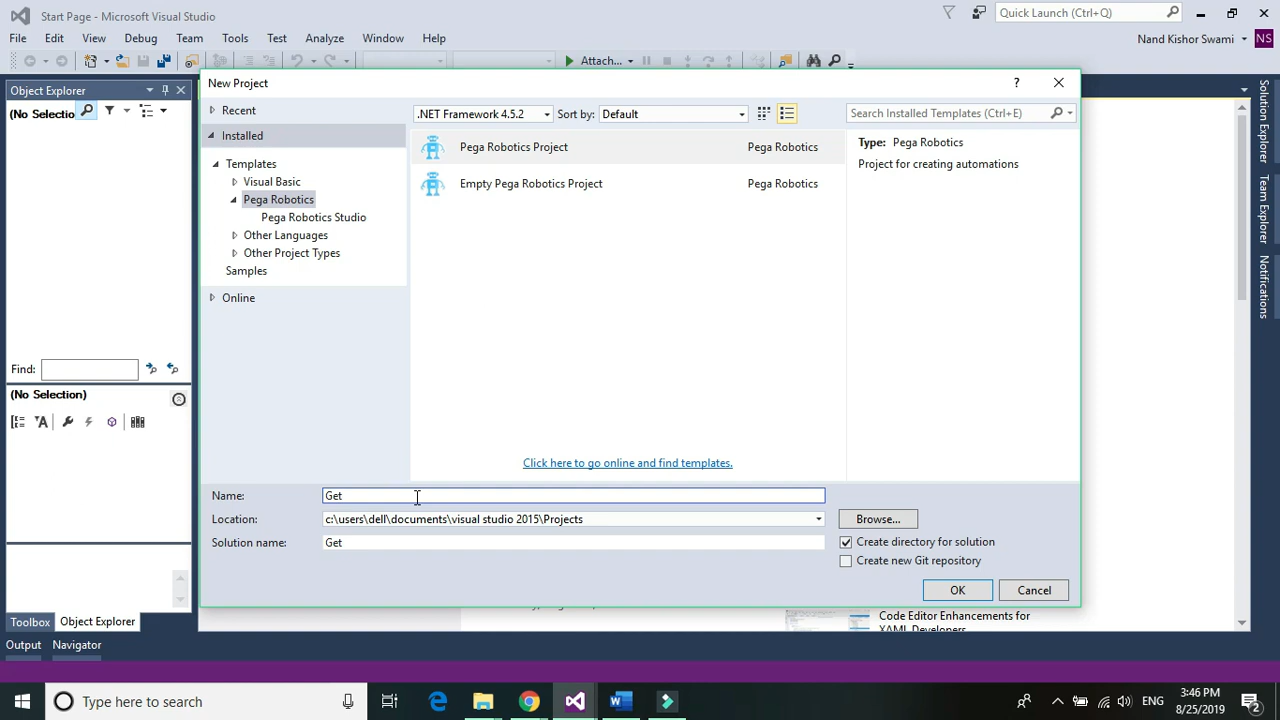 Start Page - Microsoft Visual Studio
Quick Launch (Ctrl+Q)
File Edit View Debug Team Tools Test Analyze Window Help
Nand Kishor Swami NS
Attach...
Object Explorer
(No Selectio
Find:
(No Selection)
Toolbox Object Explorer
Output Navigator
New Project
Recent
Installed
Templates
Visual Basic
Pega Robotics
Pega Robotics Studio
Other Languages
Other Project Types
Samples
Online
.NET Framework 4.5.2 Sort by: Default
Search Installed Templates (Ctrl+E)
Pega Robotics Project Pega Robotics
Empty Pega Robotics Project Pega Robotics
Type: Pega Robotics
Project for creating automations
Click here to go online and find templates.
Name: Get
Location: c:\users\dell\documents\visual studio 2015\Projects
Browse...
Solution name: Get
Create directory for solution
Create new Git repository
OK Cancel
Code Editor Enhancements for
XAML Developers
Solution Explorer
Team Explorer
Notifications
Type here to search
ENG
3:46 PM
8/25/2019
2